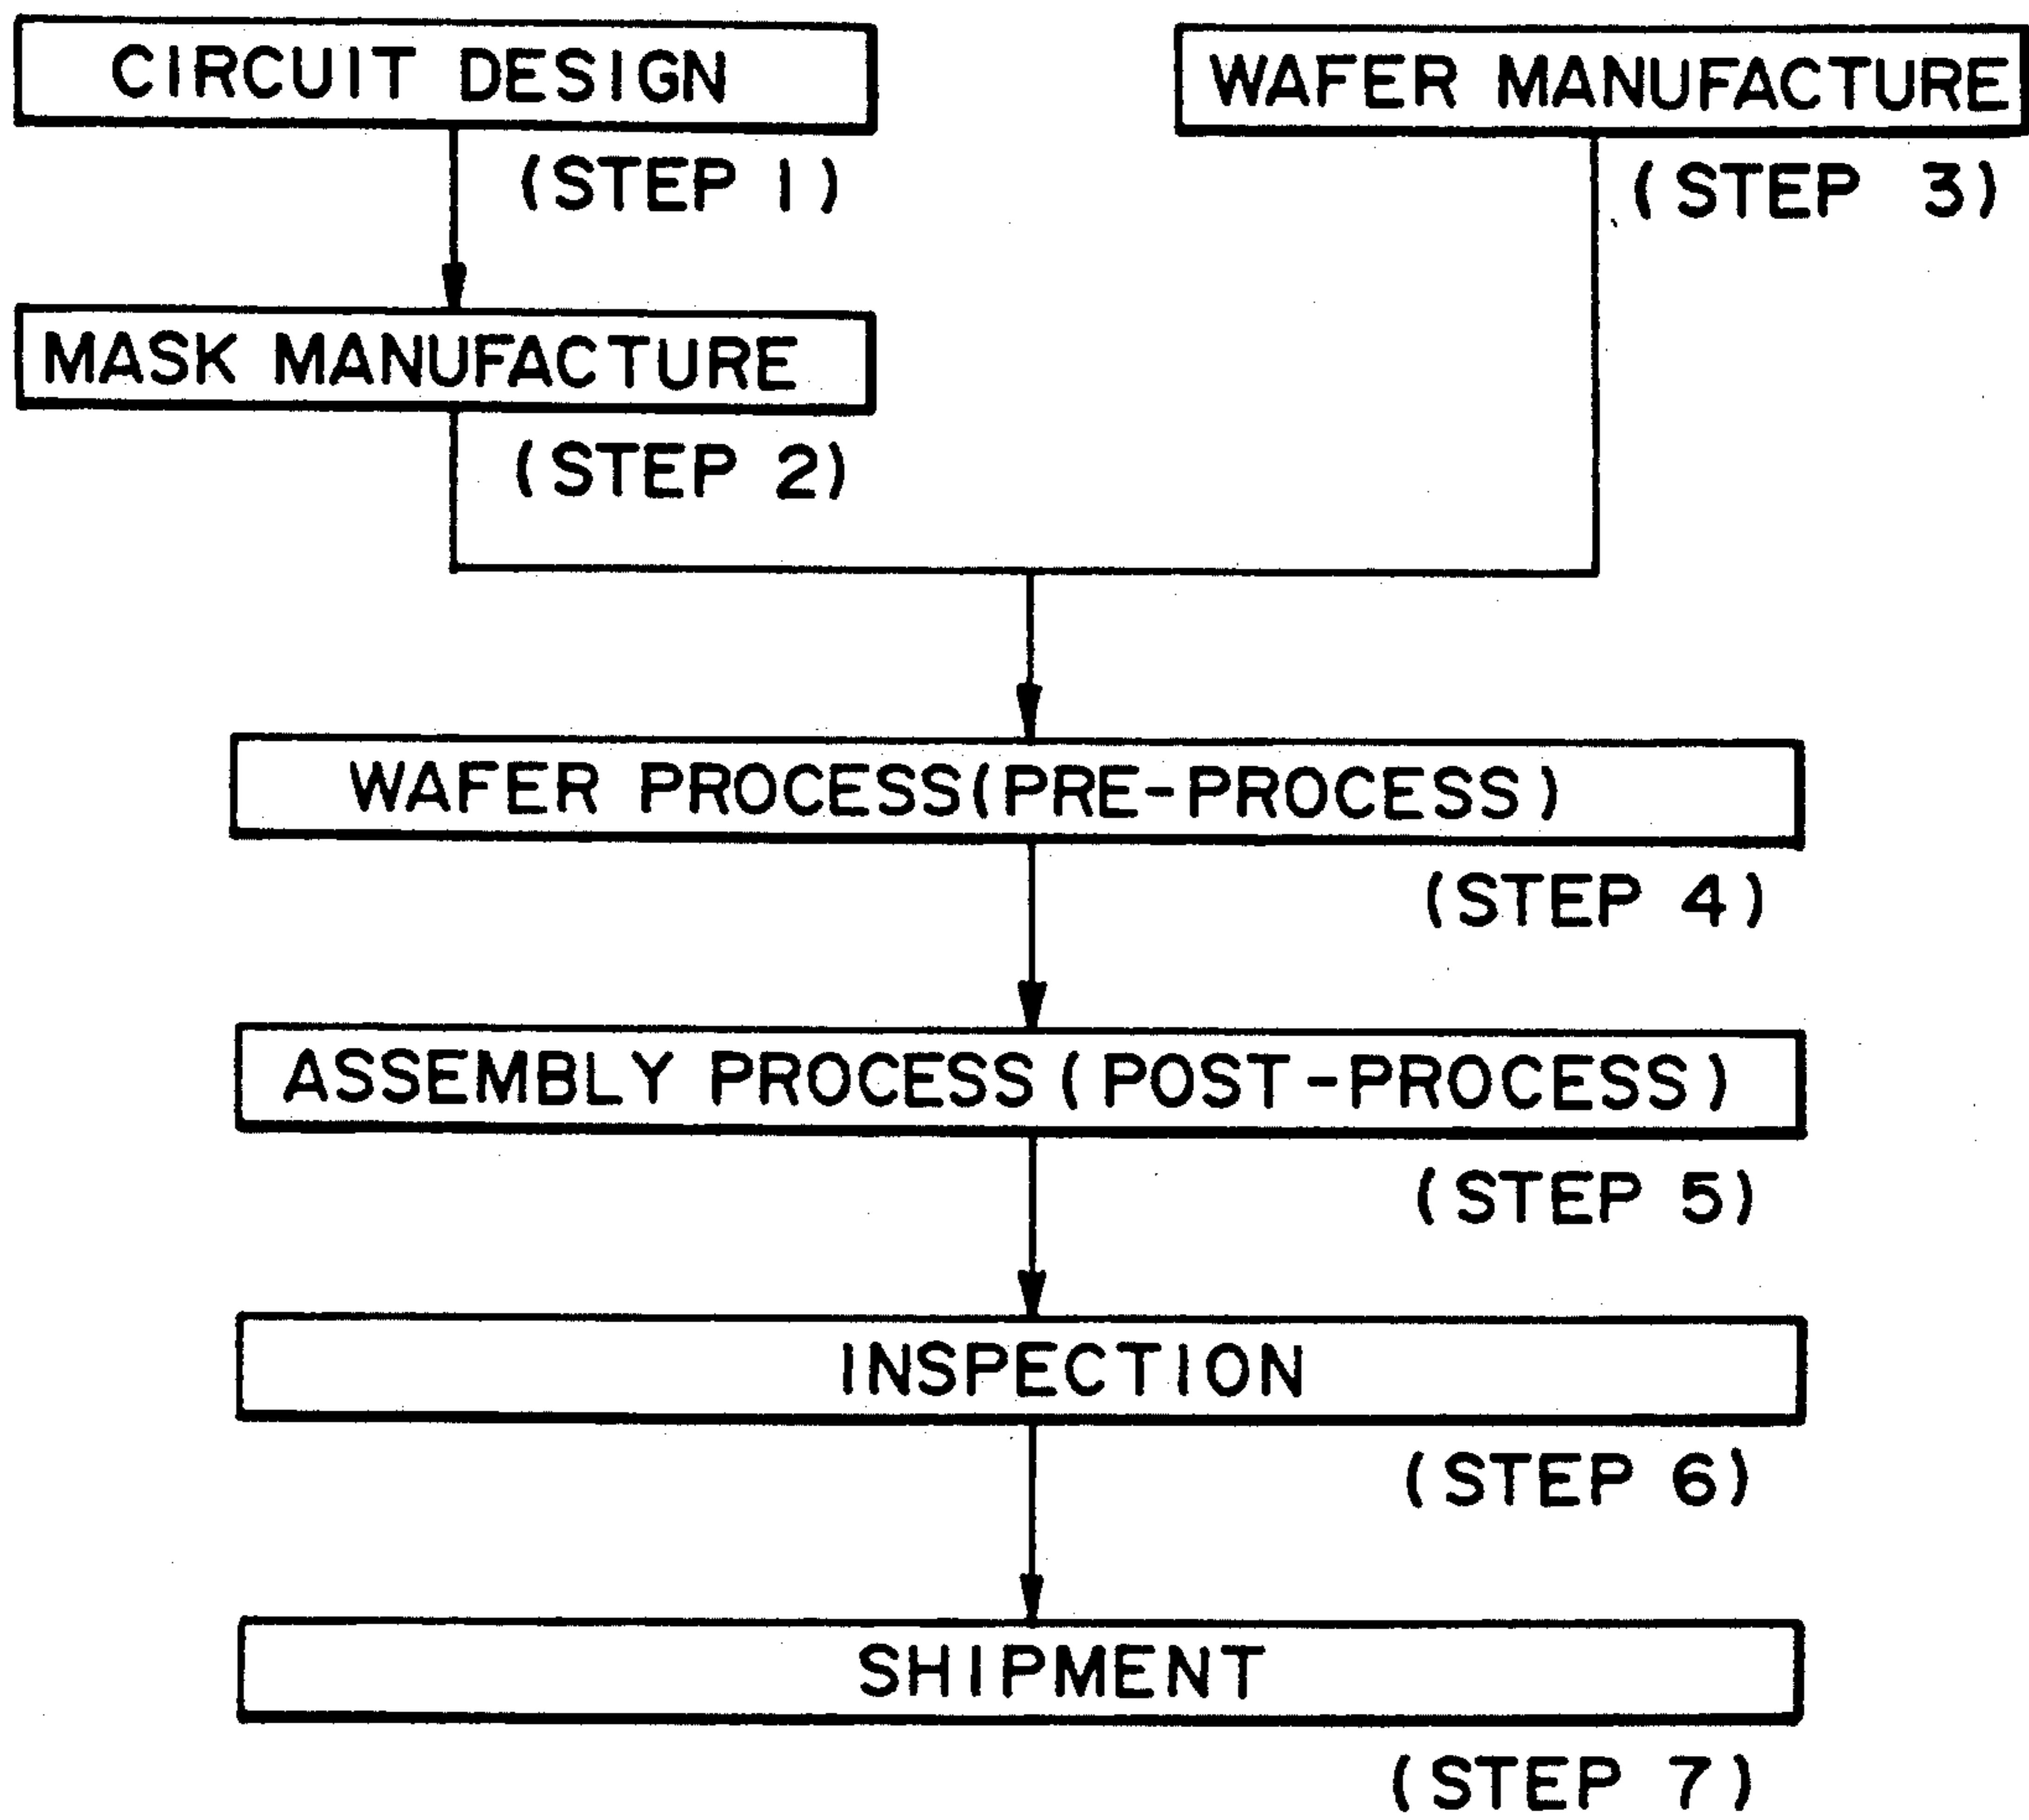 CIRCUIT DESIGN
(STEP 1)
WAFER MANUFACTURE
(STEP 3)
MASK MANUFACTURE
(STEP 2)
WAFER PROCESS(PRE-PROCESS)
(STEP 4)
ASSEMBLY PROCESS(POST-PROCESS)
(STEP 5)
INSPECTION
(STEP 6)
SHIPMENT
(STEP 7)